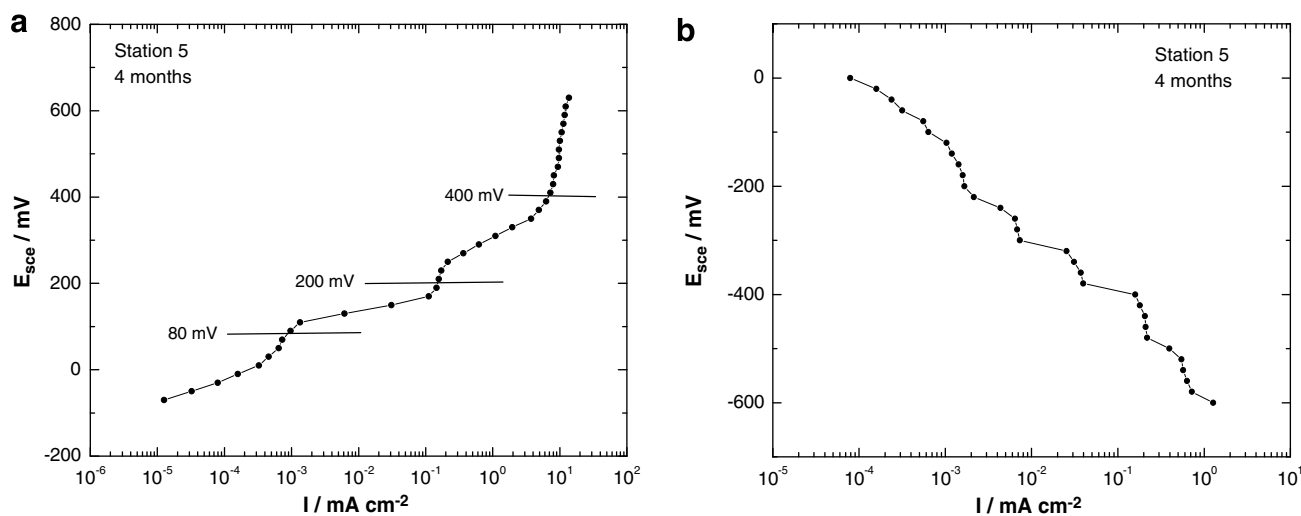 a
800
600
400
200
0
-200
E_sce / mV
Station 5
4 months
400 mV
200 mV
80 mV
10^-6
10^-5
10^-4
10^-3
10^-2
10^-1
10^0
10^1
10^2
I / mA cm^-2
b
0
-200
-400
-600
E_sce / mV
Station 5
4 months
10^-5
10^-4
10^-3
10^-2
10^-1
10^0
10^1
I / mA cm^-2